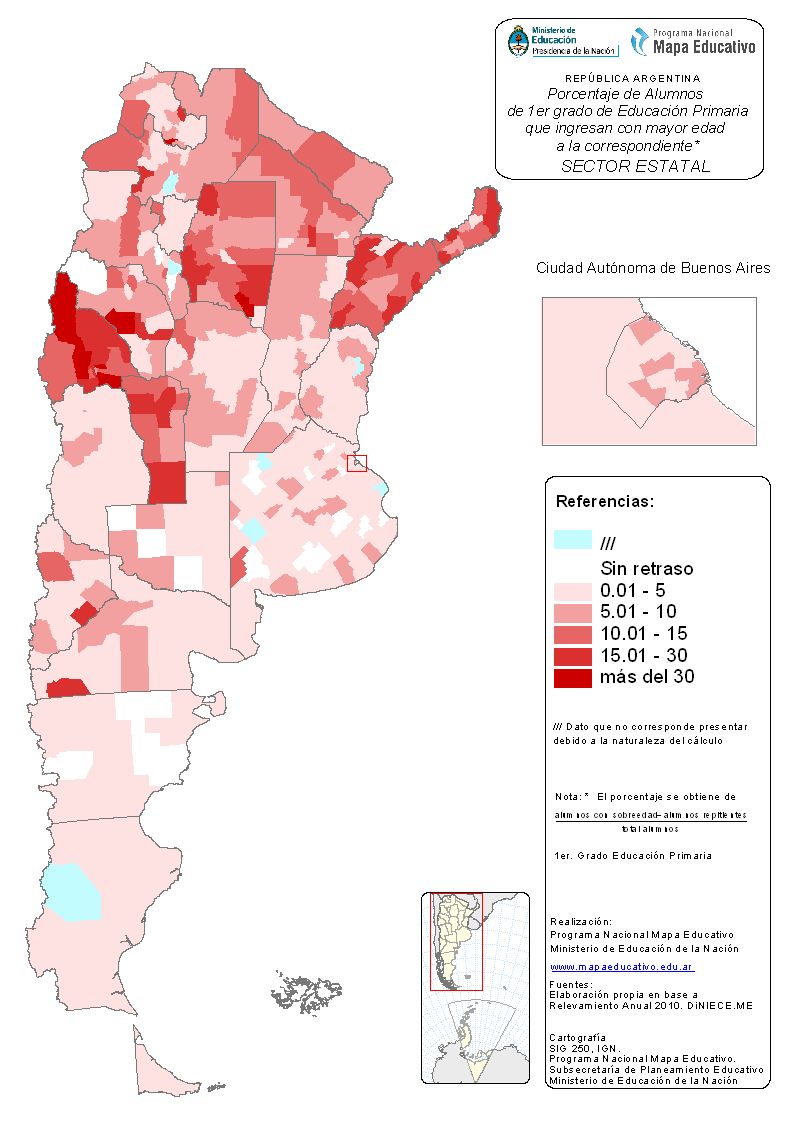 Ministerio de
Educación
Presidencia de la Nación
Programa Nacional
Mapa Educativo
REPÚBLICA ARGENTINA
Porcentaje de Alumnos
de 1er grado de Educación Primaria
que ingresan con mayor edad
a la correspondiente*
SECTOR ESTATAL
Ciudad Autónoma de Buenos Aires
Referencias:
///
Sin retraso
0.01 - 5
5.01 - 10
10.01 - 15
15.01 - 30
más del 30
/// Dato que no corresponde presentar
debido a la naturaleza del cálculo
Nota: * El porcentaje se obtiene de
alumnos con sobreedad–alumnos repitientes
total alumnos
1er. Grado Educación Primaria
Realización:
Programa Nacional Mapa Educativo
Ministerio de Educación de la Nación
www.mapaeducativo.edu.ar
Fuentes:
Elaboración propia en base a
Relevamiento Anual 2010. DiNIECE.ME
Cartografía
SIG 250, IGN.
Programa Nacional Mapa Educativo.
Subsecretaría de Planeamiento Educativo
Ministerio de Educación de la Nación